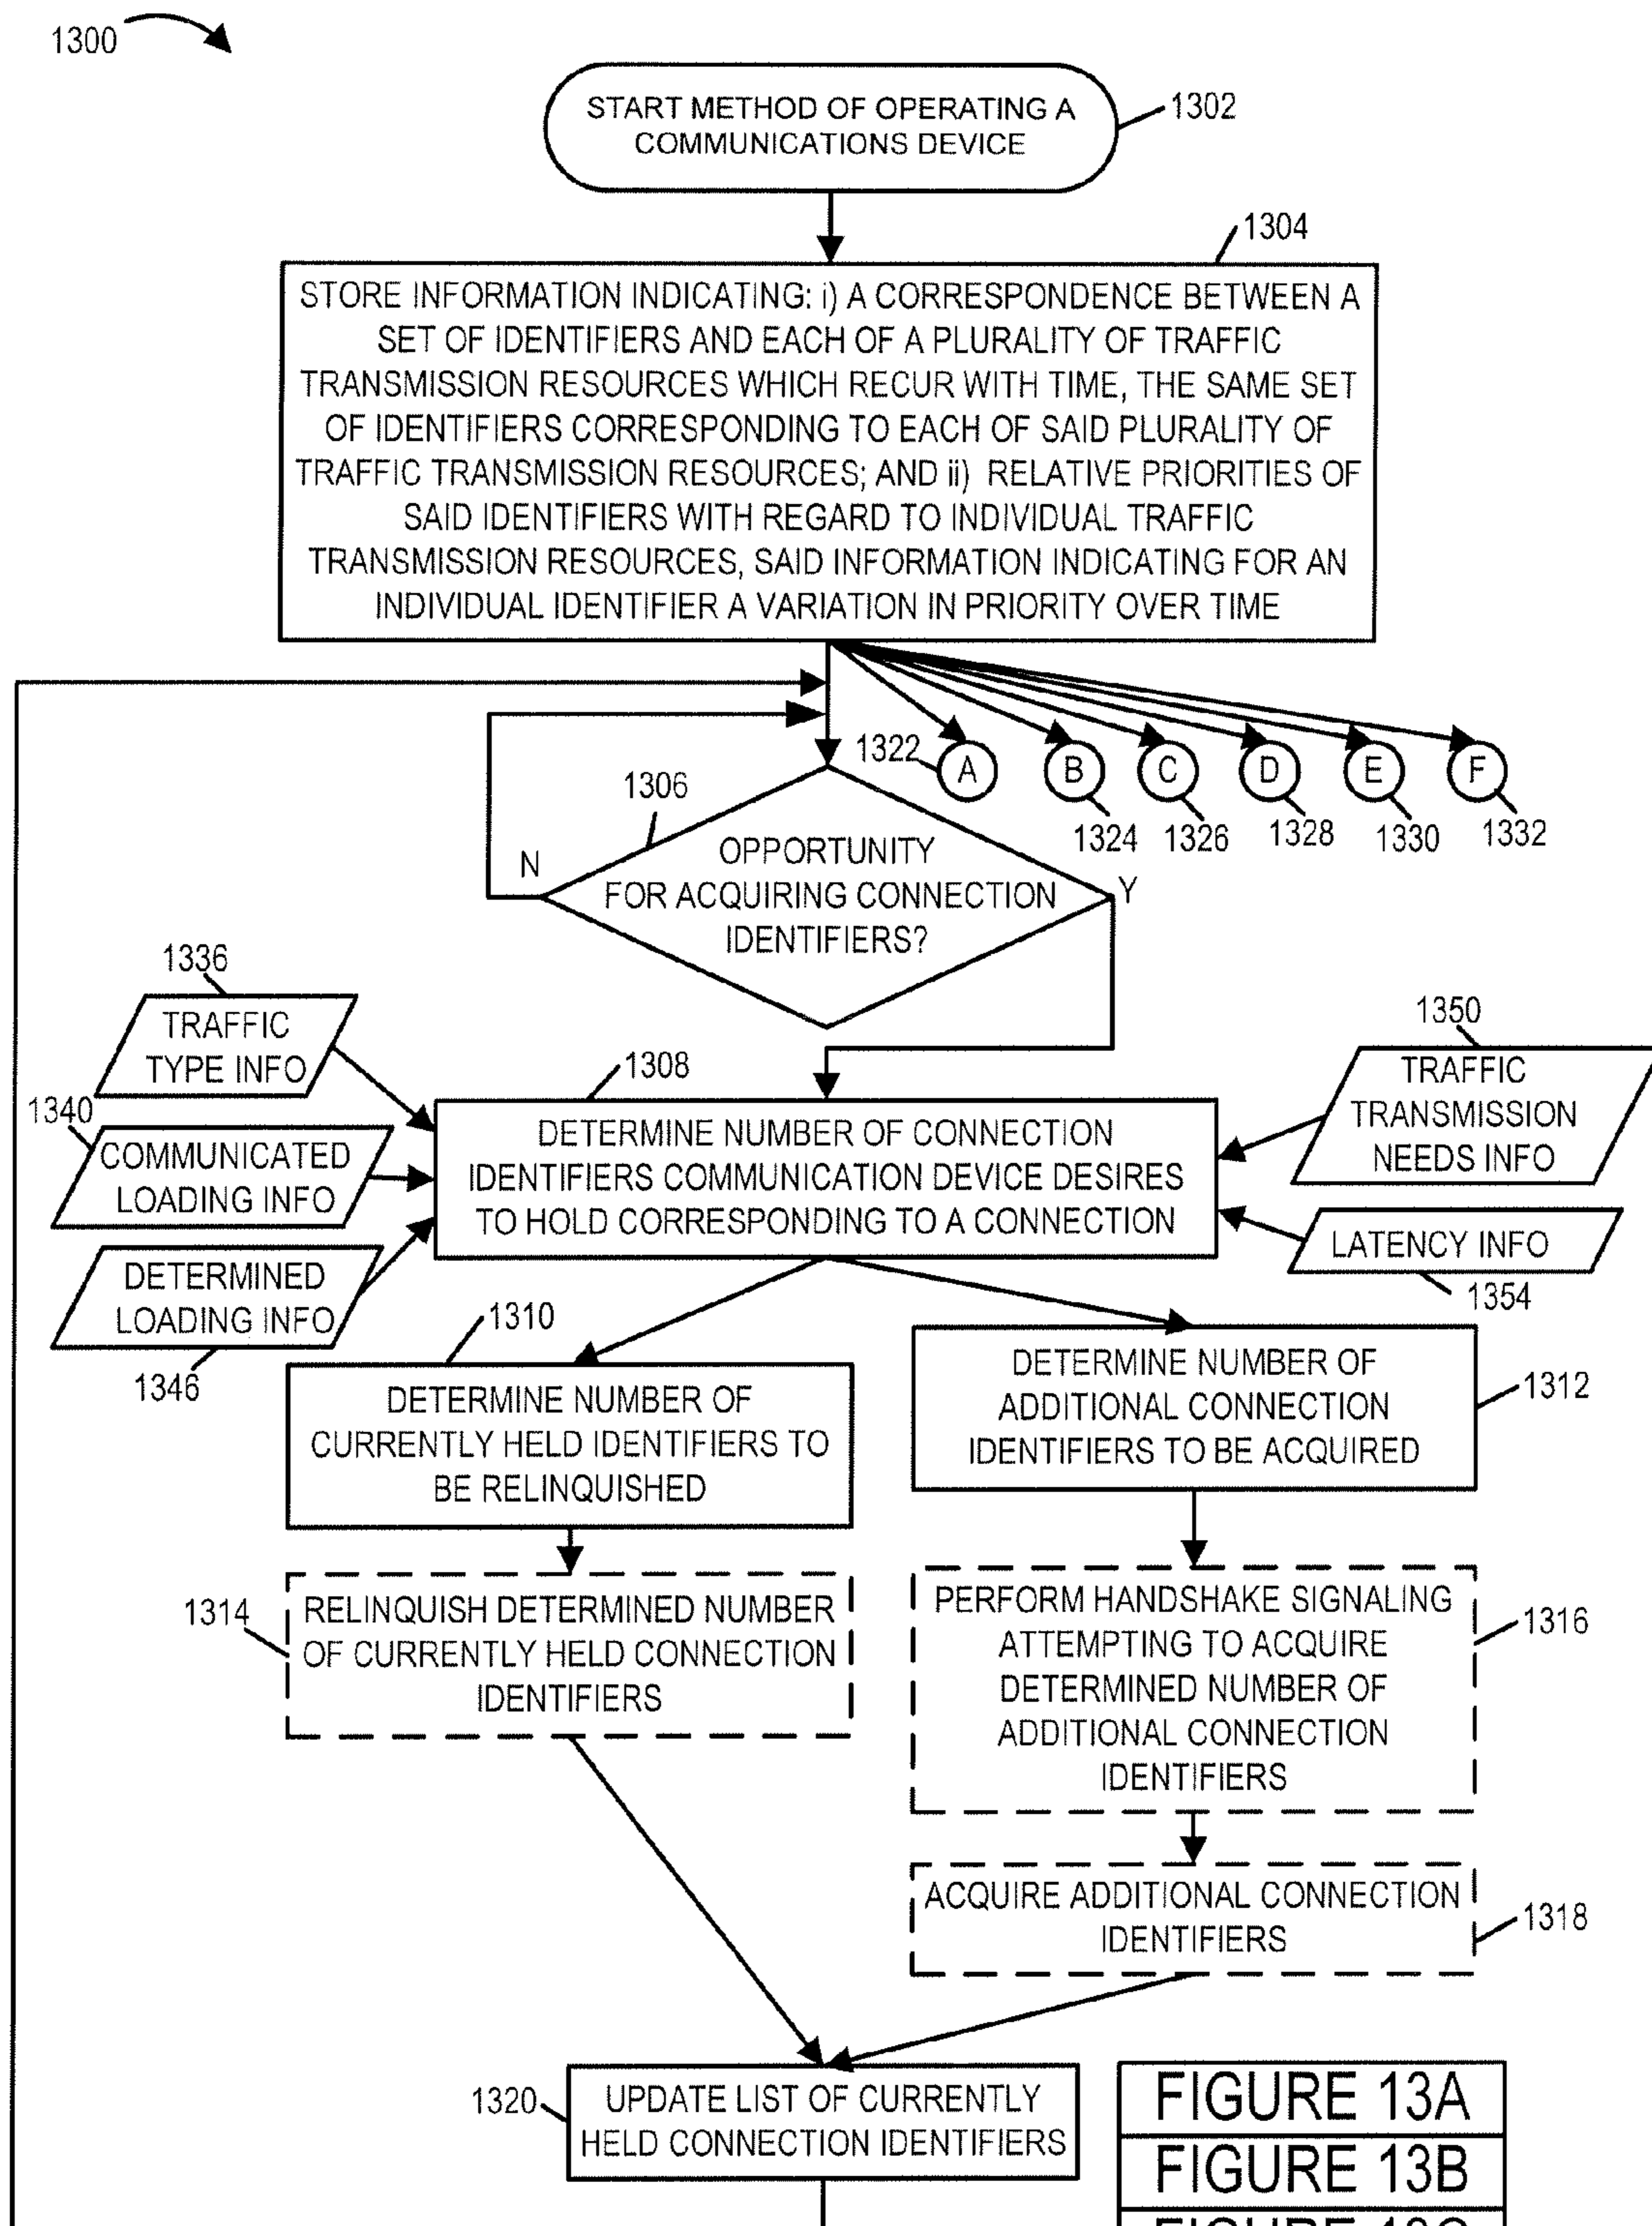 1300
START METHOD OF OPERATING A
COMMUNICATIONS DEVICE
1302
1304
STORE INFORMATION INDICATING: i) A CORRESPONDENCE BETWEEN A
SET OF IDENTIFIERS AND EACH OF A PLURALITY OF TRAFFIC
TRANSMISSION RESOURCES WHICH RECUR WITH TIME, THE SAME SET
OF IDENTIFIERS CORRESPONDING TO EACH OF SAID PLURALITY OF
TRAFFIC TRANSMISSION RESOURCES; AND ii) RELATIVE PRIORITIES OF
SAID IDENTIFIERS WITH REGARD TO INDIVIDUAL TRAFFIC
TRANSMISSION RESOURCES, SAID INFORMATION INDICATING FOR AN
INDIVIDUAL IDENTIFIER A VARIATION IN PRIORITY OVER TIME
1322
A
B
C
D
E
F
1324
1326
1328
1330
1332
1306
OPPORTUNITY
FOR ACQUIRING CONNECTION
IDENTIFIERS?
N
Y
1336
TRAFFIC
TYPE INFO
1340
COMMUNICATED
LOADING INFO
DETERMINED
LOADING INFO
1346
1350
TRAFFIC
TRANSMISSION
NEEDS INFO
LATENCY INFO
1354
1308
DETERMINE NUMBER OF CONNECTION
IDENTIFIERS COMMUNICATION DEVICE DESIRES
TO HOLD CORRESPONDING TO A CONNECTION
1310
DETERMINE NUMBER OF
CURRENTLY HELD IDENTIFIERS TO
BE RELINQUISHED
DETERMINE NUMBER OF
ADDITIONAL CONNECTION
IDENTIFIERS TO BE ACQUIRED
1312
1314
RELINQUISH DETERMINED NUMBER
OF CURRENTLY HELD CONNECTION
IDENTIFIERS
PERFORM HANDSHAKE SIGNALING
ATTEMPTING TO ACQUIRE
DETERMINED NUMBER OF
ADDITIONAL CONNECTION
IDENTIFIERS
1316
ACQUIRE ADDITIONAL CONNECTION
IDENTIFIERS
1318
1320
UPDATE LIST OF CURRENTLY
HELD CONNECTION IDENTIFIERS
FIGURE 13A
FIGURE 13B